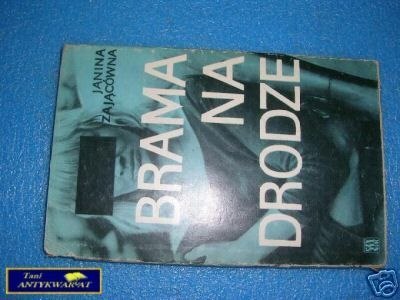 JANINA
ZAJĄCÓWNA
BRAMA
NA
DRODZE
Tani
ANTYKWARIAT